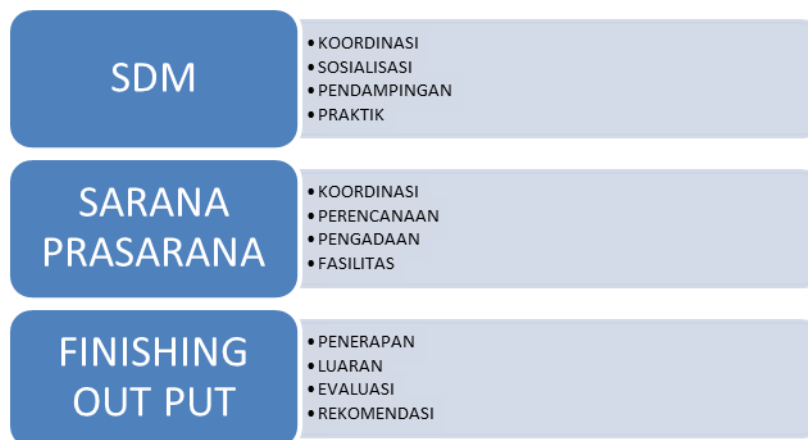 SDM
• KOORDINASI
• SOSIALISASI
• PENDAMPINGAN
• PRAKTIK
SARANA
PRASARANA
• KOORDINASI
• PERENCANAAN
• PENGADAAN
• FASILITAS
FINISHING
OUT PUT
• PENERAPAN
• LUARAN
• EVALUASI
• REKOMENDASI